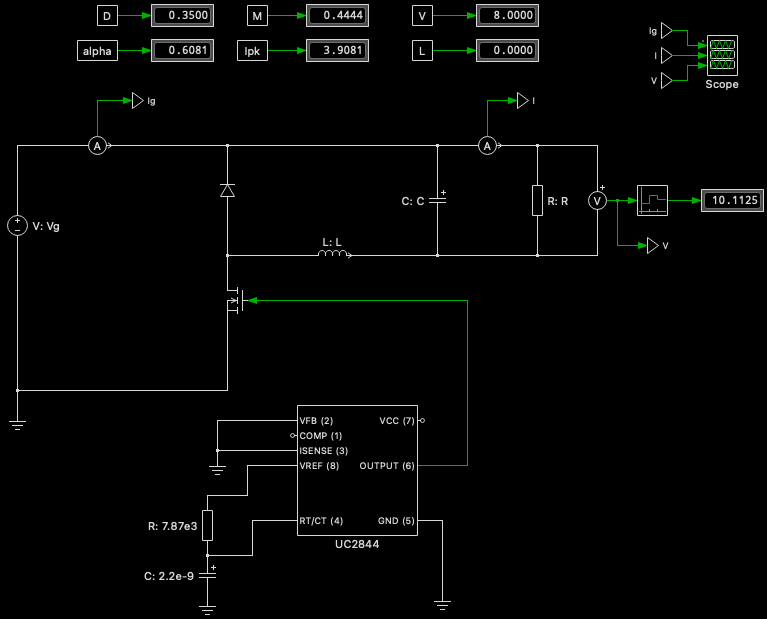 D 0.3500 M 0.4444 V 8.0000
alpha 0.6081 Ipk 3.9081 L 0.0000
Ig
I
V
Scope
Ig
I
A
A
V: Vg
C: C
R: R
V
10.1125
V
L: L
VFB (2)
VCC (7)
COMP (1)
ISENSE (3)
VREF (8)
OUTPUT (6)
RT/CT (4)
GND (5)
UC2844
R: 7.87e3
C: 2.2e-9